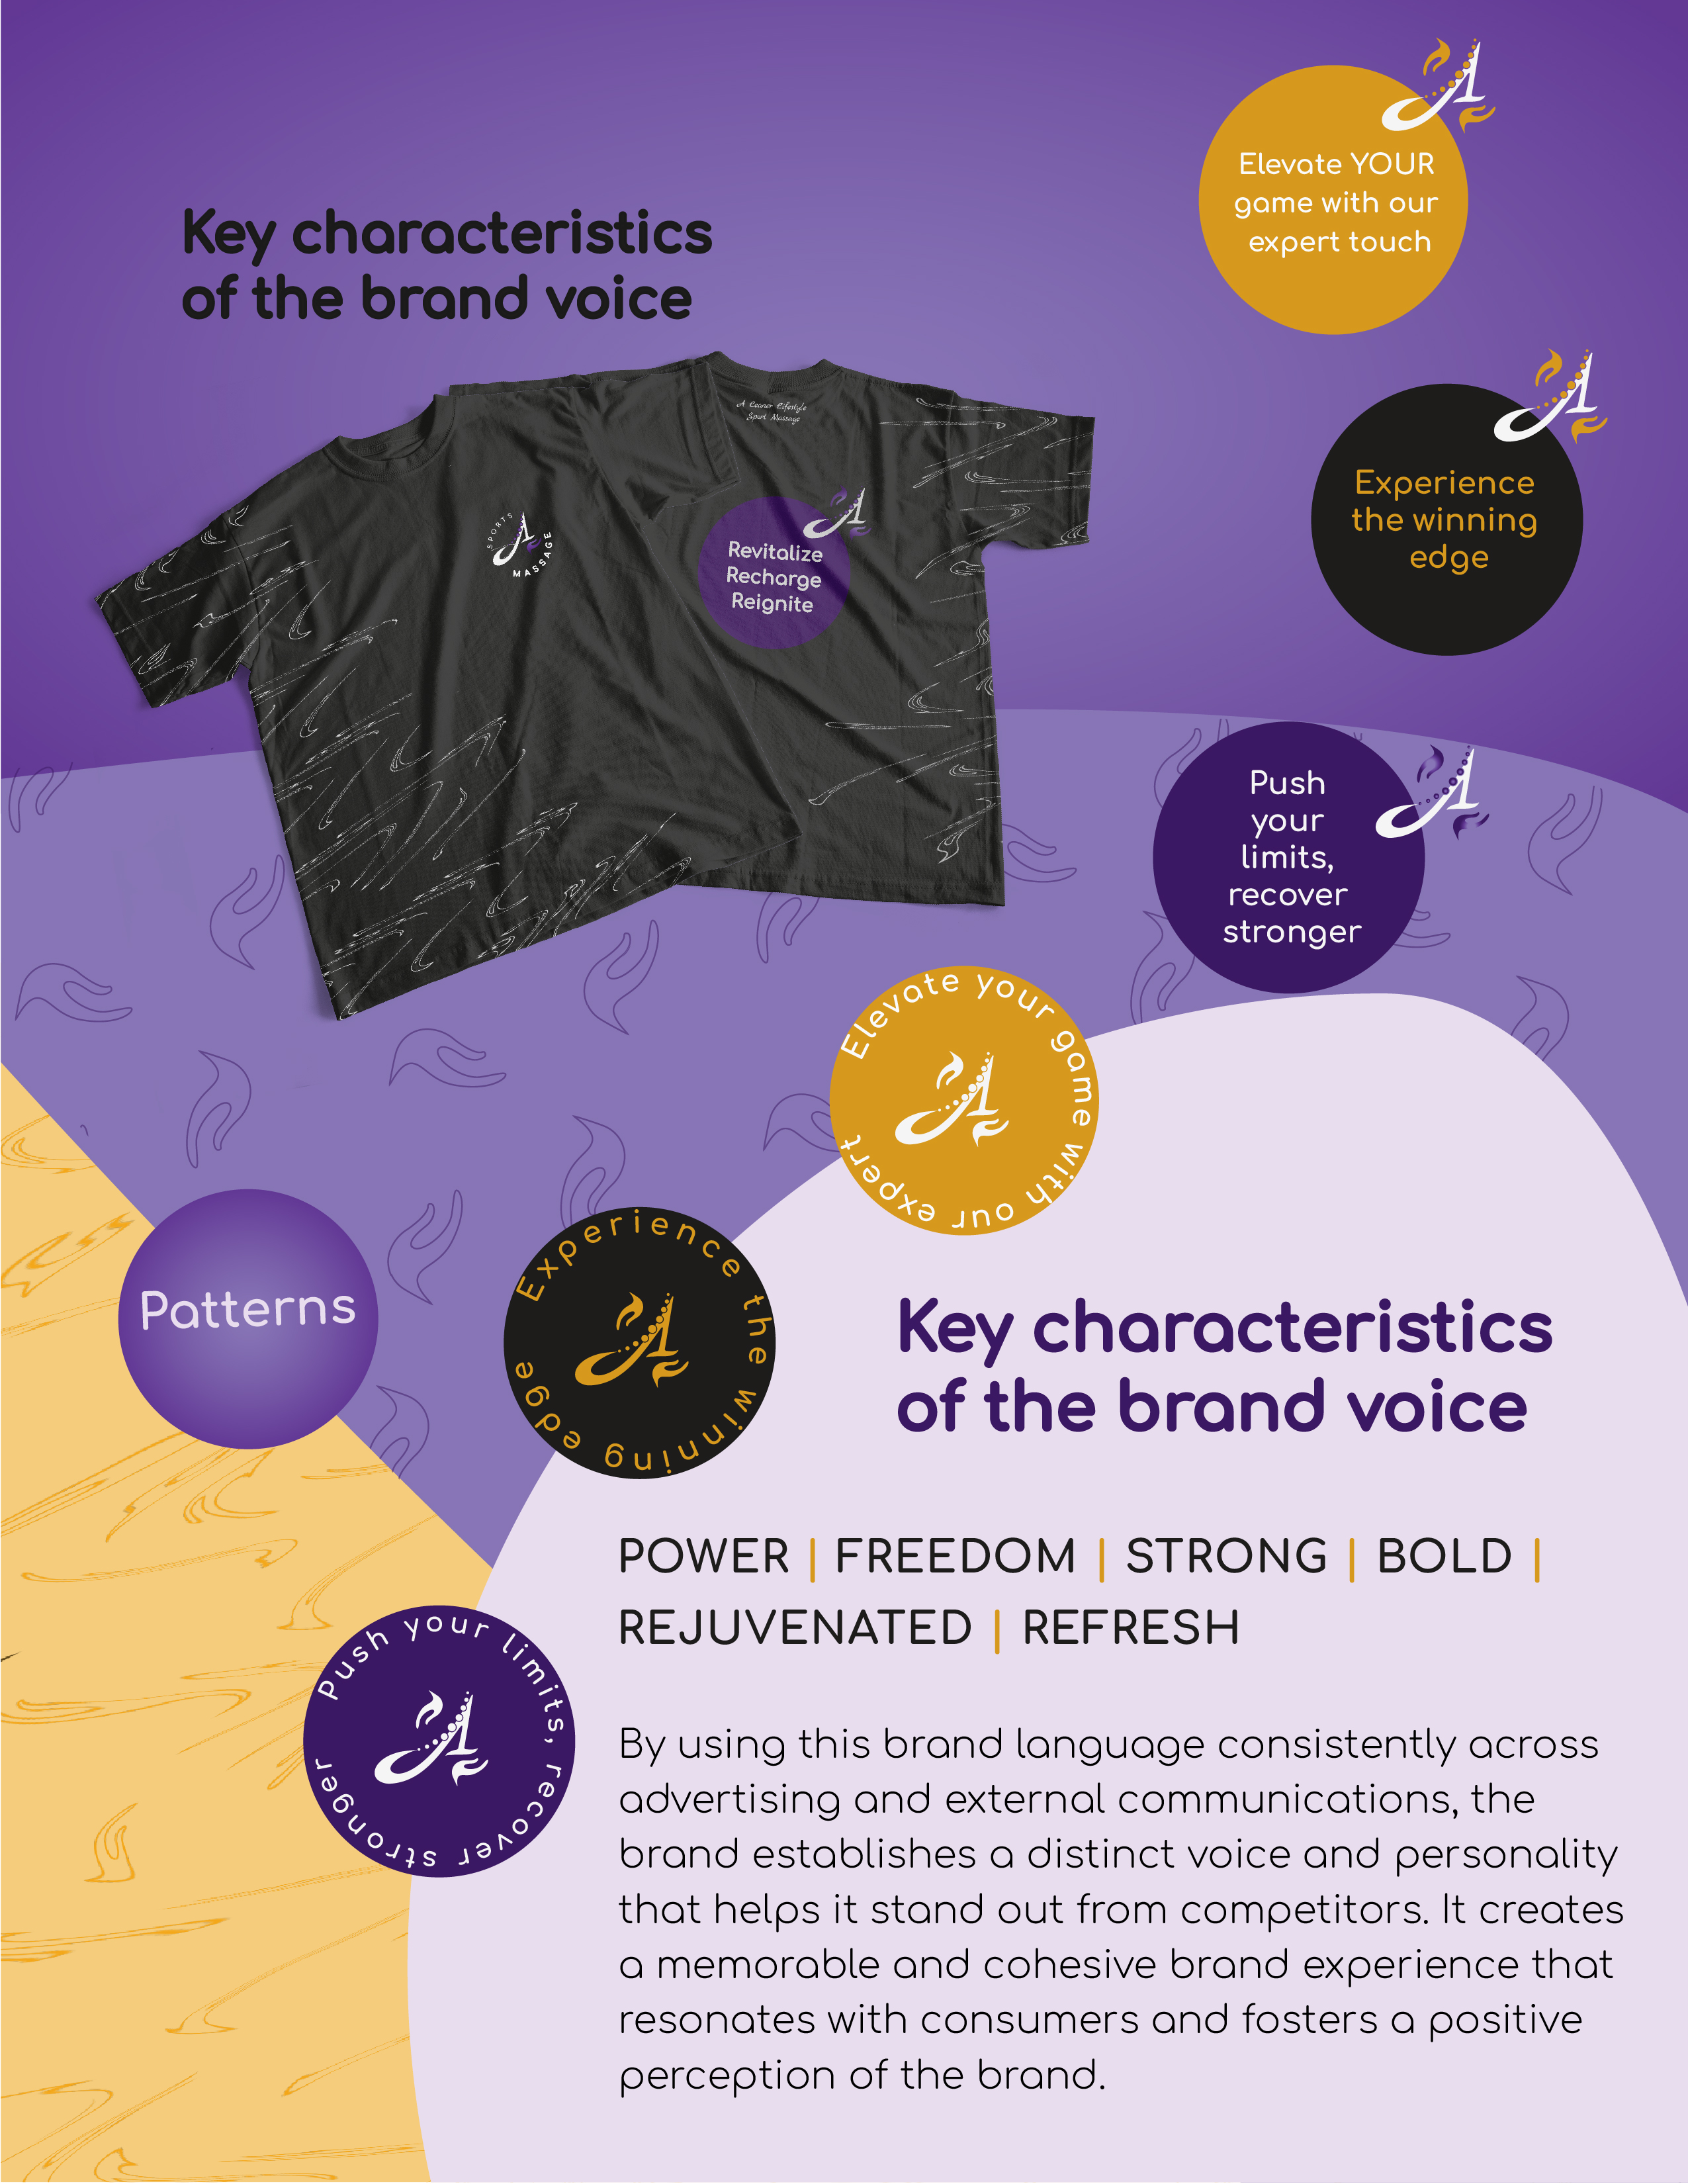 Elevate YOUR
game with our
expert touch
Key characteristics
of the brand voice
A Leaner Lifestyle
Sport Massage
Experience
the winning
edge
SPORTS
MASSAGE
Revitalize
Recharge
Reignite
Push
your
limits,
recover
stronger
Elevate your game with our expert
Patterns
Experience the winning edge
Key characteristics
of the brand voice
POWER | FREEDOM | STRONG | BOLD |
REJUVENATED | REFRESH
Push your limits, recover stronger
By using this brand language consistently across
advertising and external communications, the
brand establishes a distinct voice and personality
that helps it stand out from competitors. It creates
a memorable and cohesive brand experience that
resonates with consumers and fosters a positive
perception of the brand.